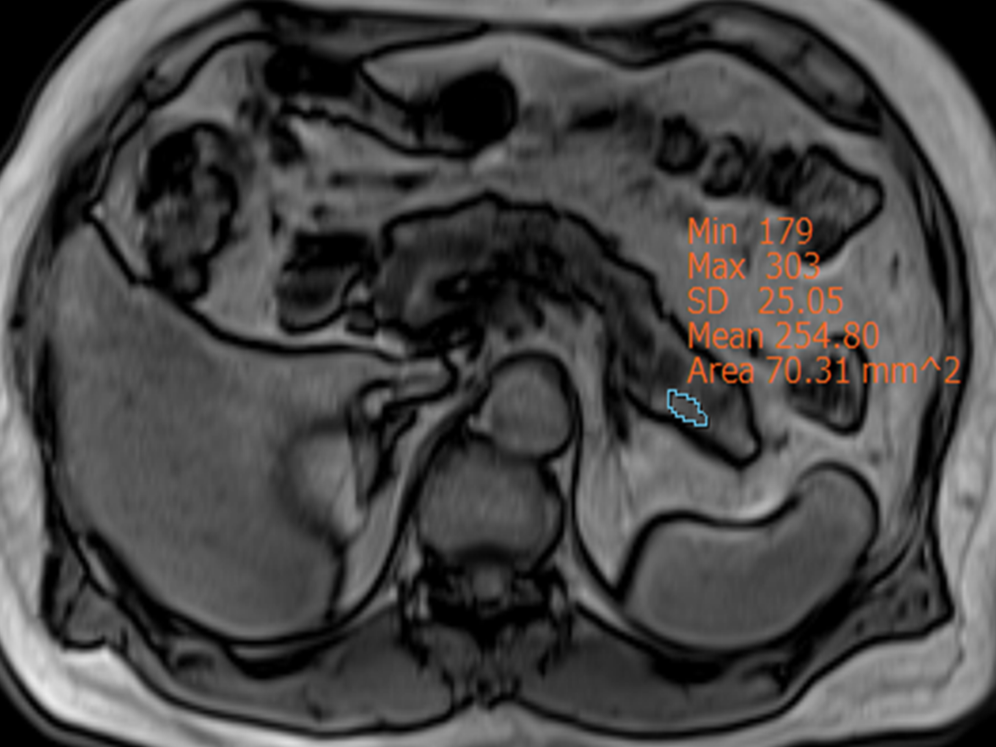 Min 179
Max 303
SD 25.05
Mean 254.80
Area 70.31 mm^2